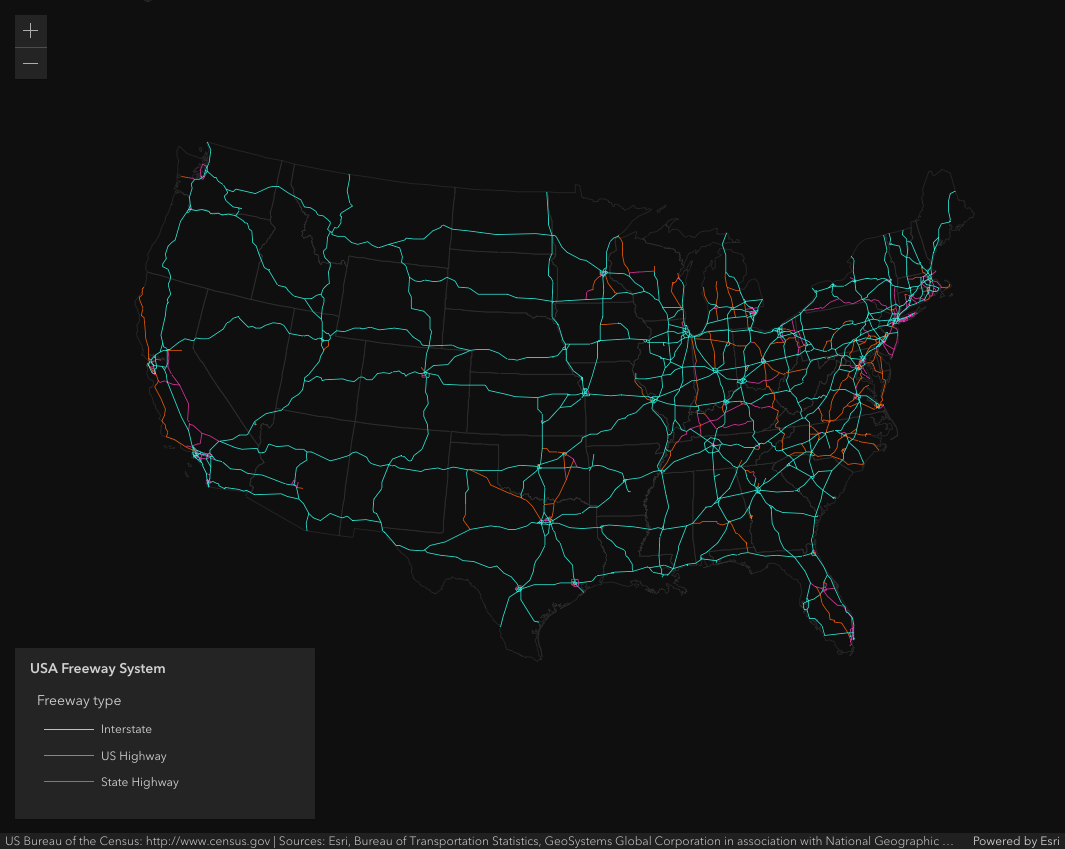 +
−
USA Freeway System
Freeway type
Interstate
US Highway
State Highway
US Bureau of the Census: http://www.census.gov | Sources: Esri, Bureau of Transportation Statistics, GeoSystems Global Corporation in association with National Geographic ... Powered by Esri